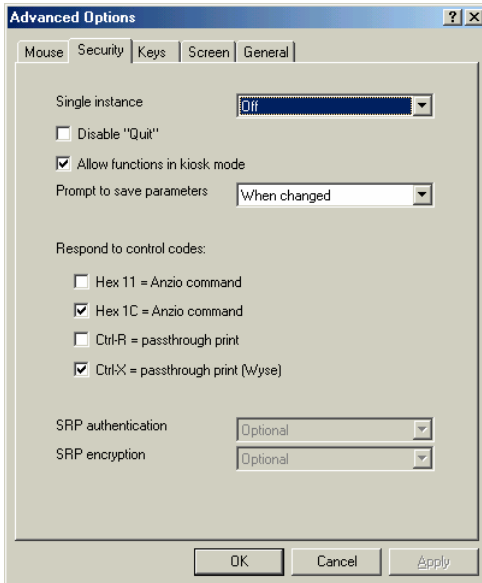 Advanced Options
Mouse Security Keys Screen General
Single instance Off
Disable "Quit"
Allow functions in kiosk mode
Prompt to save parameters When changed
Respond to control codes:
Hex 11 = Anzio command
Hex 1C = Anzio command
Ctrl-R = passthrough print
Ctrl-X = passthrough print (Wyse)
SRP authentication Optional
SRP encryption Optional
OK Cancel Apply